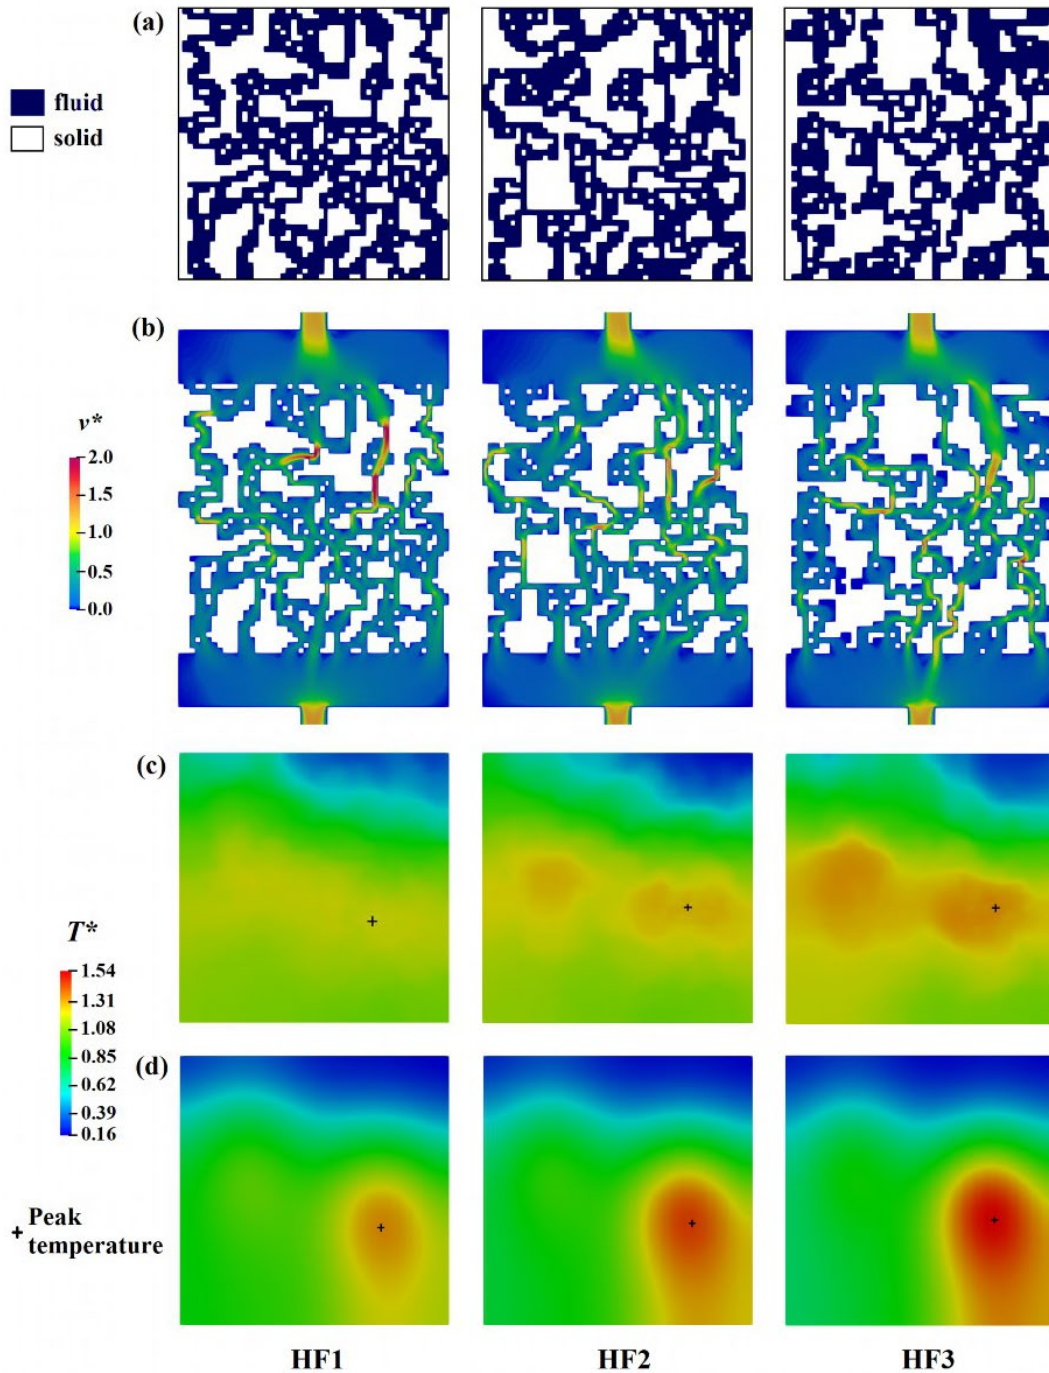 (a)
fluid
solid
(b)
v*
2.0
1.5
1.0
0.5
0.0
(c)
T*
1.54
1.31
1.08
0.85
0.62
0.39
0.16
(d)
+ Peak
temperature
HF1 HF2 HF3